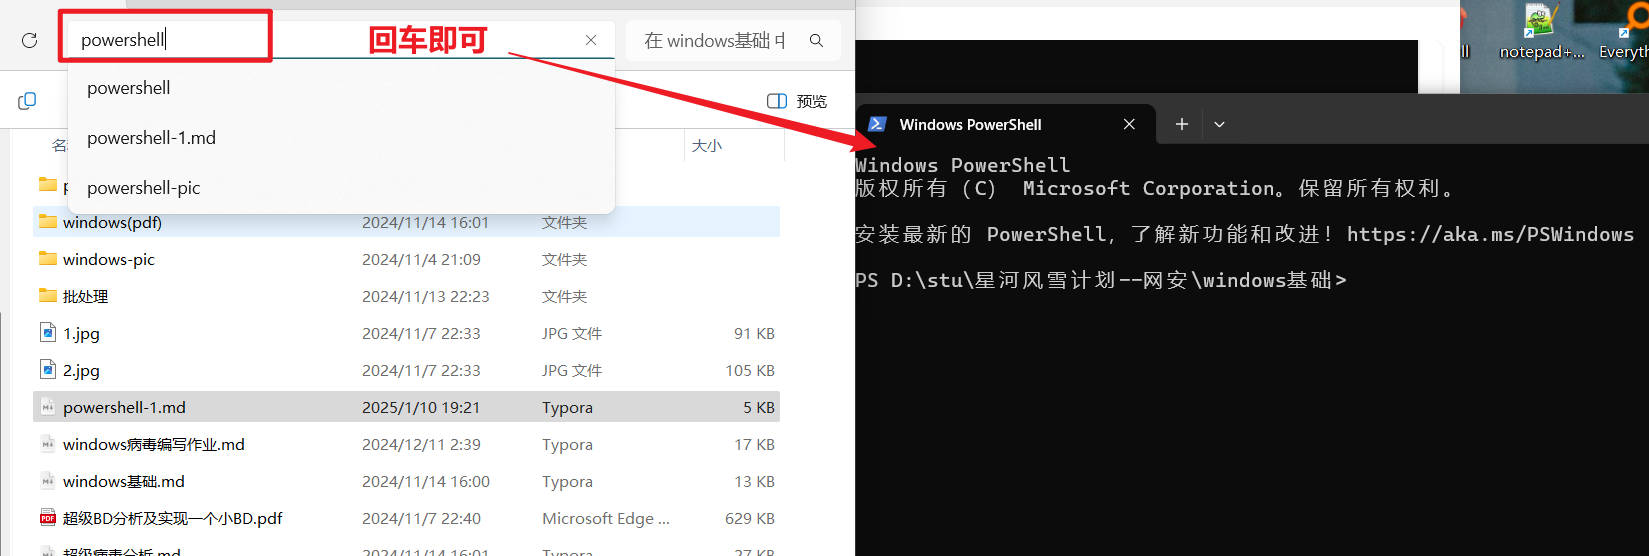 powershell
回车即可
在 windows基础 中
powershell
powershell-1.md
powershell-pic
预览
大小
windows(pdf) 2024/11/14 16:01 文件夹
windows-pic 2024/11/4 21:09 文件夹
批处理 2024/11/13 22:23 文件夹
1.jpg 2024/11/7 22:33 JPG 文件 91 KB
2.jpg 2024/11/7 22:33 JPG 文件 105 KB
powershell-1.md 2025/1/10 19:21 Typora 5 KB
windows病毒编写作业.md 2024/12/11 2:39 Typora 17 KB
windows基础.md 2024/11/14 16:00 Typora 13 KB
超级BD分析及实现一个小BD.pdf 2024/11/7 22:40 Microsoft Edge ... 629 KB
超级病毒分析.md 2024/11/14 16:01 Typora 27 KB
notepad+...
Everyth
Windows PowerShell
Windows PowerShell
版权所有（C） Microsoft Corporation。保留所有权利。
安装最新的 PowerShell，了解新功能和改进！https://aka.ms/PSWindows
PS D:\stu\星河风雪计划--网安\windows基础>